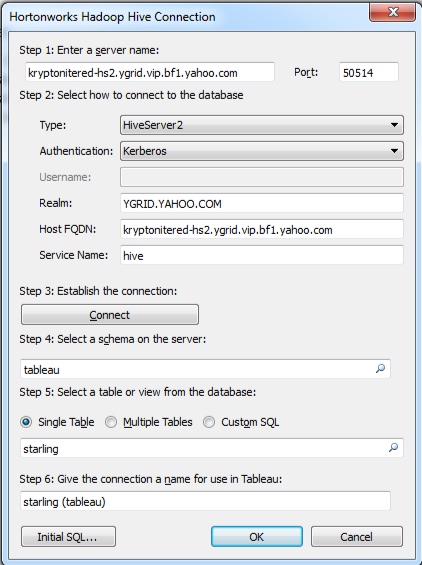 Hortonworks Hadoop Hive Connection
Step 1: Enter a server name:
kryptonitered-hs2.ygrid.vip.bf1.yahoo.com Port: 50514
Step 2: Select how to connect to the database
Type: HiveServer2
Authentication: Kerberos
Username:
Realm: YGRID.YAHOO.COM
Host FQDN: kryptonitered-hs2.ygrid.vip.bf1.yahoo.com
Service Name: hive
Step 3: Establish the connection:
Connect
Step 4: Select a schema on the server:
tableau
Step 5: Select a table or view from the database:
Single Table Multiple Tables Custom SQL
starling
Step 6: Give the connection a name for use in Tableau:
starling (tableau)
Initial SQL... OK Cancel